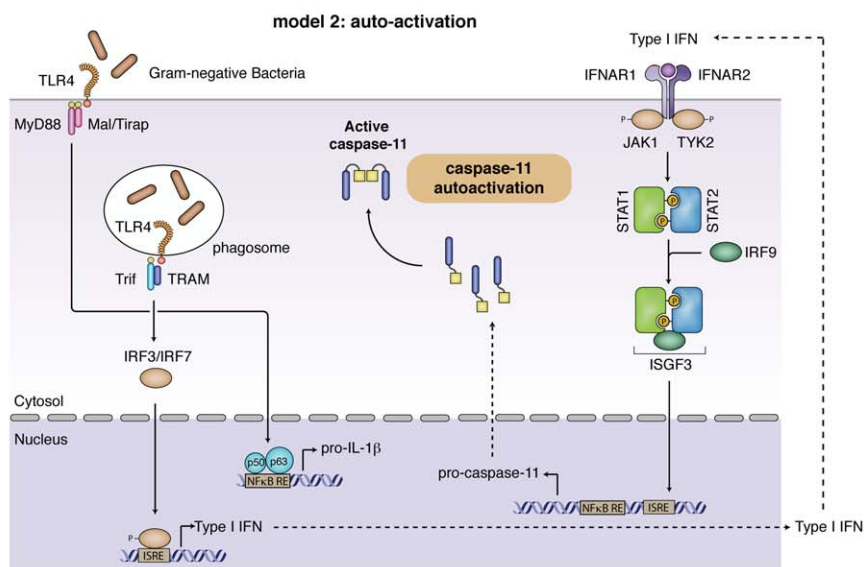 model 2: auto-activation
Type I IFN
TLR4
Gram-negative Bacteria
IFNAR1
IFNAR2
MyD88
Mal/Tirap
P
P
JAK1
TYK2
Active
caspase-11
caspase-11
autoactivation
STAT1
P
P
STAT2
TLR4
phagosome
IRF9
Trif
TRAM
P
P
IRF3/IRF7
ISGF3
Cytosol
Nucleus
p50
p63
pro-IL-1β
NFκB RE
pro-caspase-11
NFκB RE
ISRE
Type I IFN
Type I IFN
P
ISRE